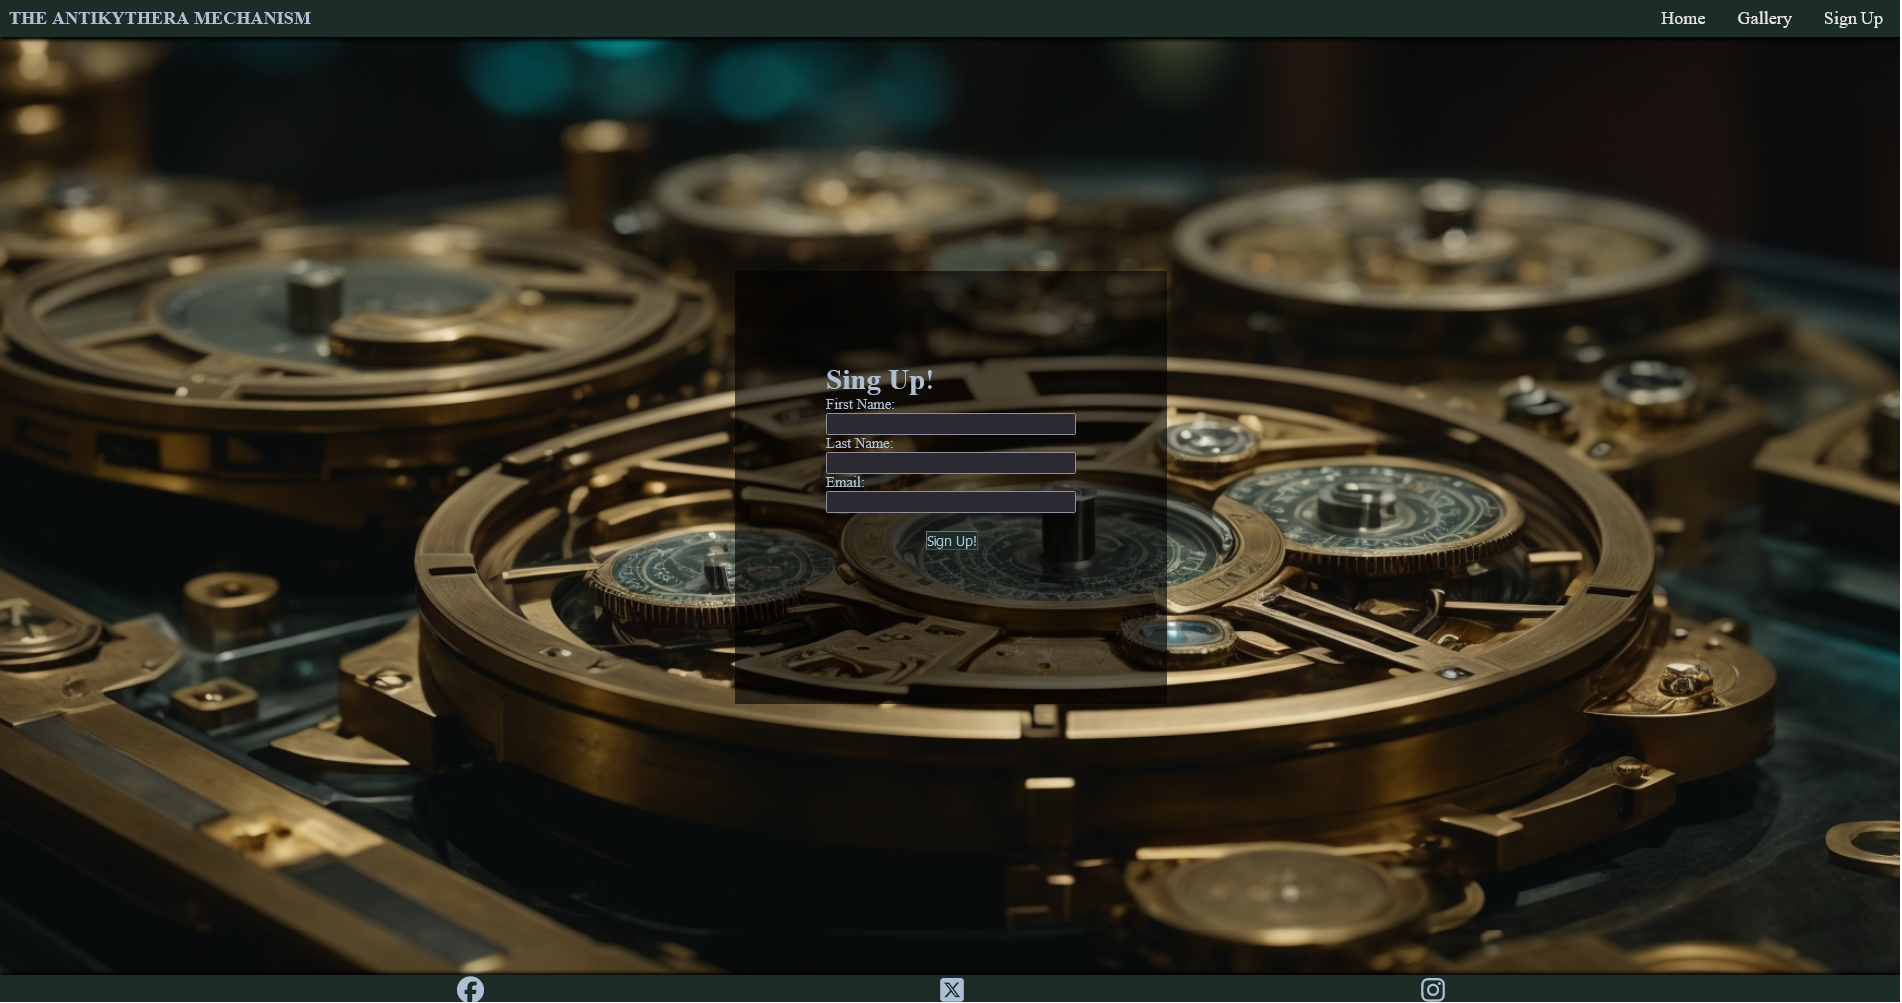 THE ANTIKYTHERA MECHANISM
Home Gallery Sign Up
Sing Up!
First Name:
Last Name:
Email:
Sign Up!